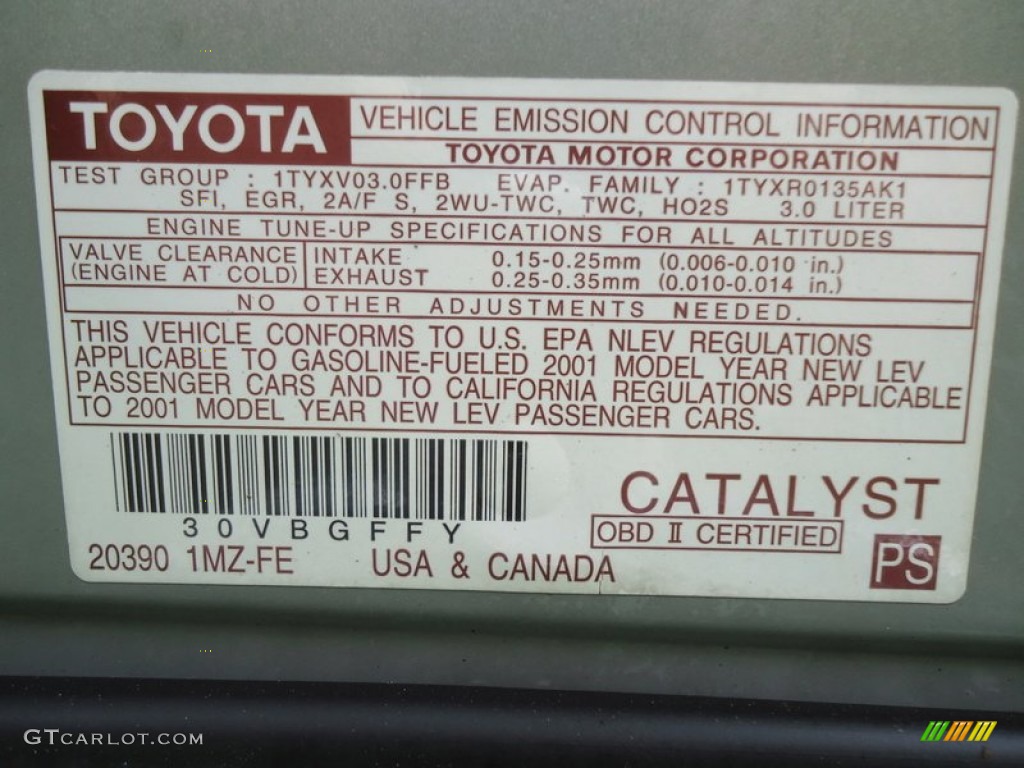 TOYOTA VEHICLE EMISSION CONTROL INFORMATION
TOYOTA MOTOR CORPORATION
TEST GROUP : 1TYXV03.0FFB EVAP. FAMILY : 1TYXR0135AK1
SFI, EGR, 2A/F S, 2WU-TWC, TWC, HO2S 3.0 LITER
ENGINE TUNE-UP SPECIFICATIONS FOR ALL ALTITUDES
VALVE CLEARANCE INTAKE 0.15-0.25mm (0.006-0.010 in.)
(ENGINE AT COLD) EXHAUST 0.25-0.35mm (0.010-0.014 in.)
NO OTHER ADJUSTMENTS NEEDED.
THIS VEHICLE CONFORMS TO U.S. EPA NLEV REGULATIONS
APPLICABLE TO GASOLINE-FUELED 2001 MODEL YEAR NEW LEV
PASSENGER CARS AND TO CALIFORNIA REGULATIONS APPLICABLE
TO 2001 MODEL YEAR NEW LEV PASSENGER CARS.
CATALYST
30VBGFFY
OBD II CERTIFIED
20390 1MZ-FE USA & CANADA
PS
GTCARLOT.COM